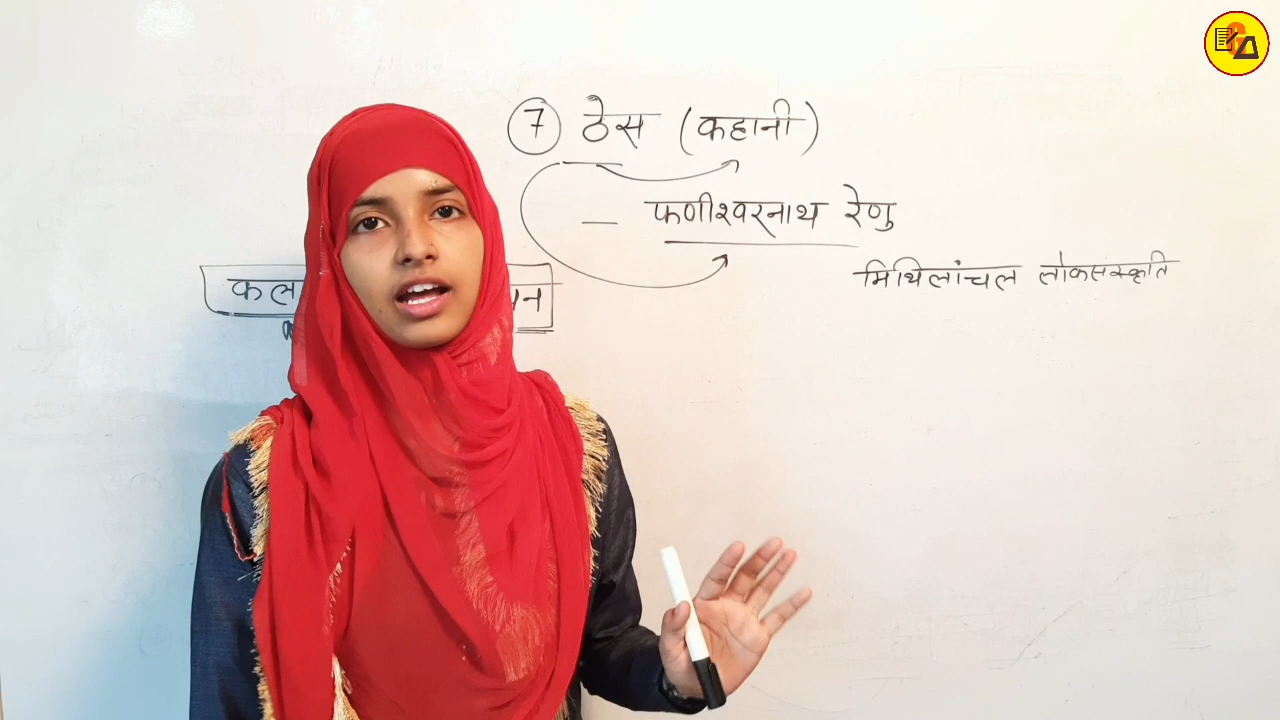 7 ठेस (कहानी)
— फणीश्वरनाथ रेणु
मिथिलांचल लोकसंस्कृति